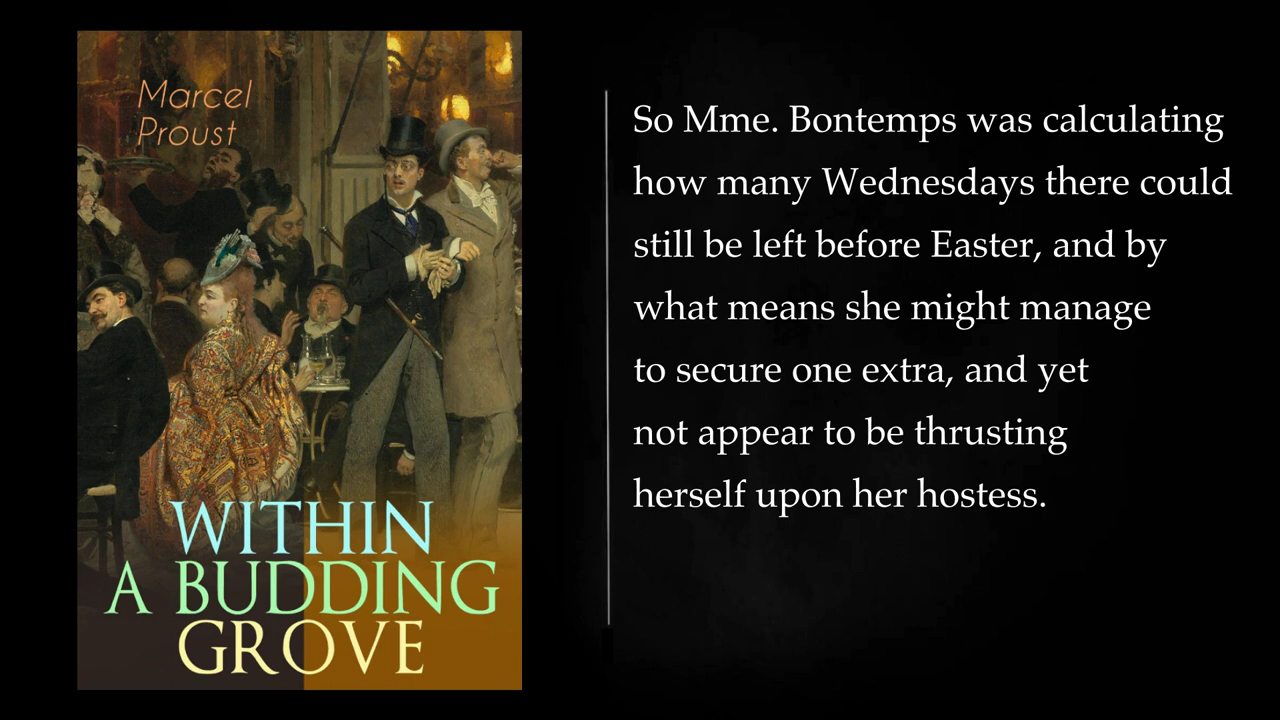 Marcel
Proust
WITHIN
A BUDDING
GROVE
So Mme. Bontemps was calculating
how many Wednesdays there could
still be left before Easter, and by
what means she might manage
to secure one extra, and yet
not appear to be thrusting
herself upon her hostess.